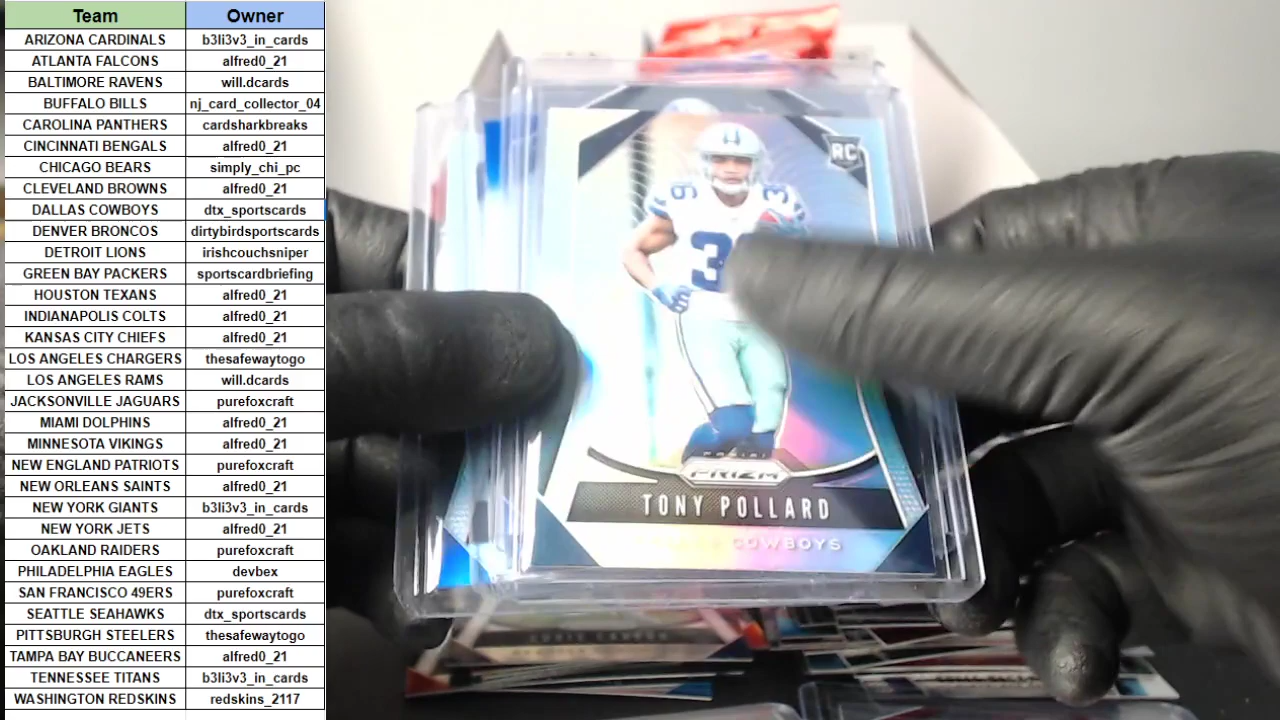 Team Owner
ARIZONA CARDINALS b3li3v3_in_cards
ATLANTA FALCONS alfred0_21
BALTIMORE RAVENS will.dcards
BUFFALO BILLS nj_card_collector_04
CAROLINA PANTHERS cardsharkbreaks
CINCINNATI BENGALS alfred0_21
CHICAGO BEARS simply_chi_pc
CLEVELAND BROWNS alfred0_21
DALLAS COWBOYS dtx_sportscards
DENVER BRONCOS dirtybirdsportscards
DETROIT LIONS irishcouchsniper
GREEN BAY PACKERS sportscardbriefing
HOUSTON TEXANS alfred0_21
INDIANAPOLIS COLTS alfred0_21
KANSAS CITY CHIEFS alfred0_21
LOS ANGELES CHARGERS thesafewaytogo
LOS ANGELES RAMS will.dcards
JACKSONVILLE JAGUARS purefoxcraft
MIAMI DOLPHINS alfred0_21
MINNESOTA VIKINGS alfred0_21
NEW ENGLAND PATRIOTS purefoxcraft
NEW ORLEANS SAINTS alfred0_21
NEW YORK GIANTS b3li3v3_in_cards
NEW YORK JETS alfred0_21
OAKLAND RAIDERS purefoxcraft
PHILADELPHIA EAGLES devbex
SAN FRANCISCO 49ERS purefoxcraft
SEATTLE SEAHAWKS dtx_sportscards
PITTSBURGH STEELERS thesafewaytogo
TAMPA BAY BUCCANEERS alfred0_21
TENNESSEE TITANS b3li3v3_in_cards
WASHINGTON REDSKINS redskins_2117
RC
36
3
PANINI
PRIZM
TONY POLLARD
COWBOYS